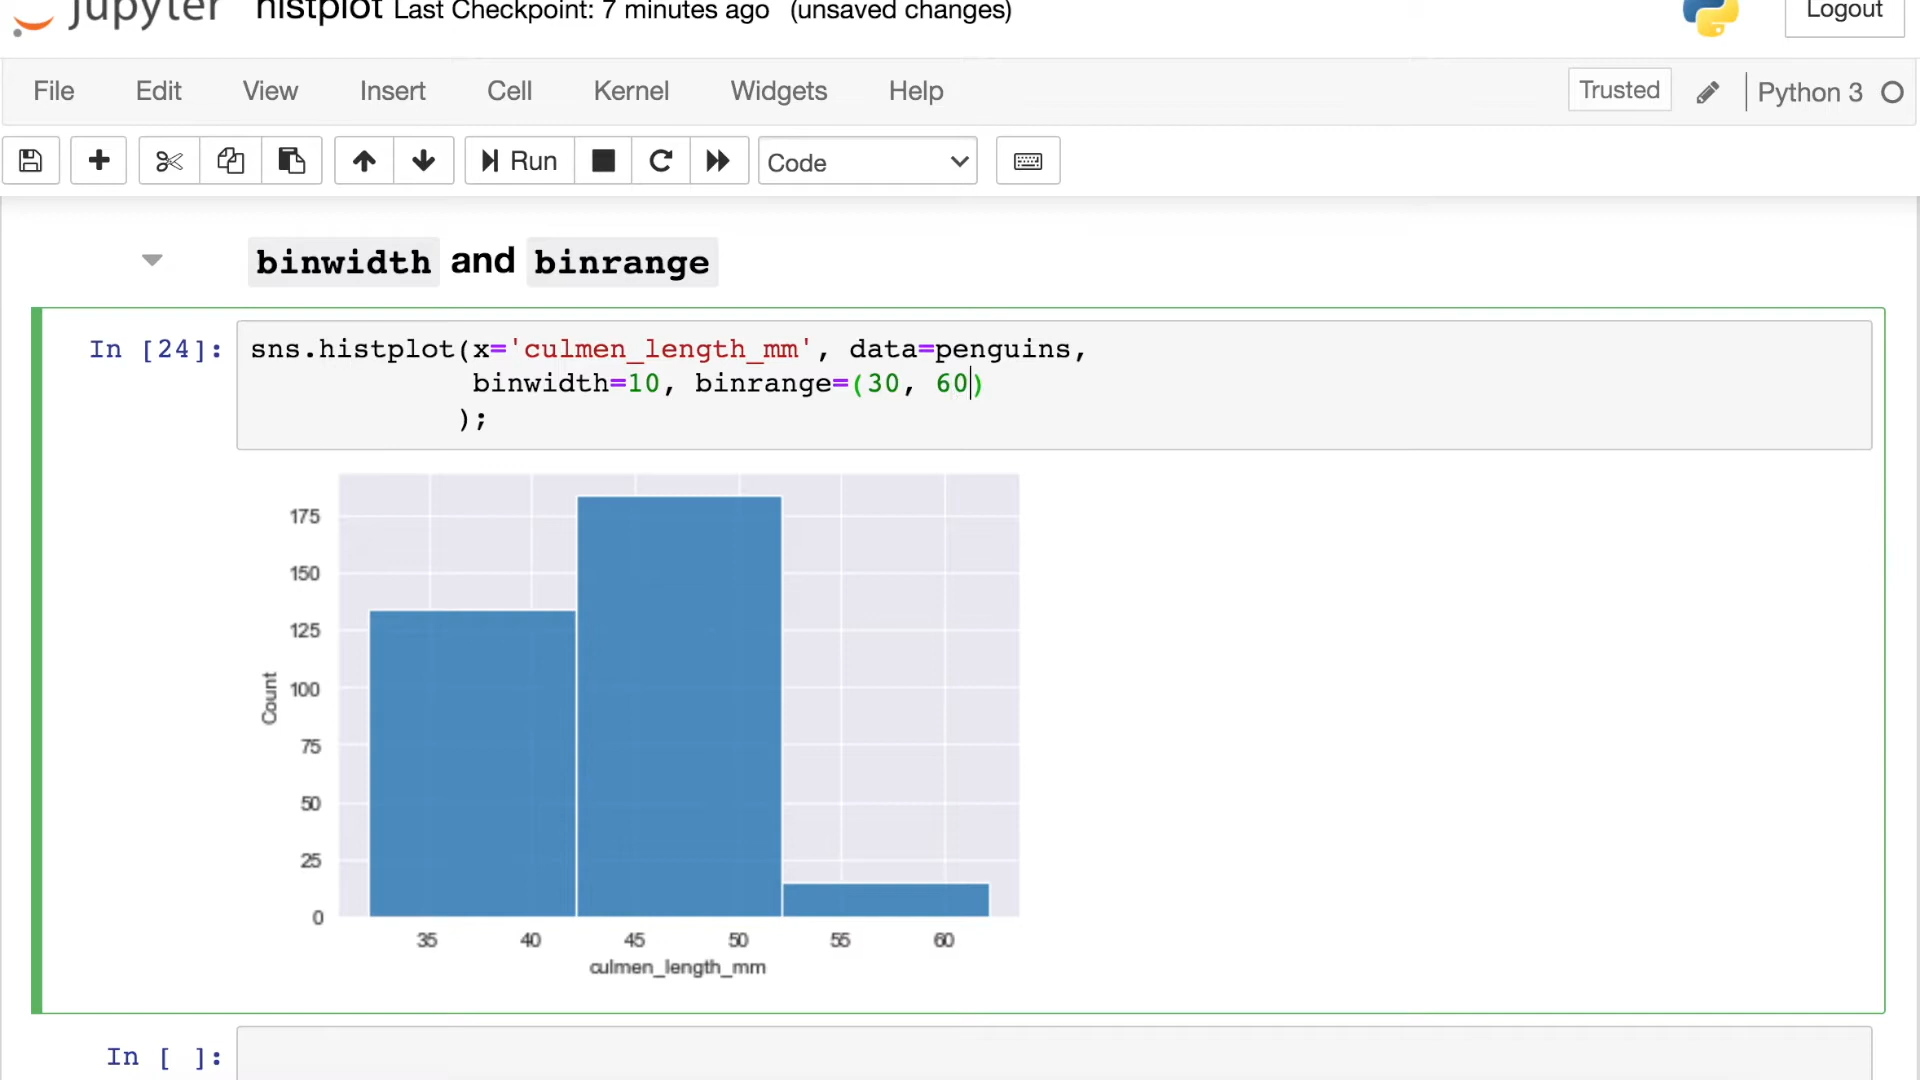 jupyter histplot Last Checkpoint: 7 minutes ago (unsaved changes) Logout
File Edit View Insert Cell Kernel Widgets Help Trusted Python 3
Run Code
binwidth and binrange
In [24]: sns.histplot(x='culmen_length_mm', data=penguins,
binwidth=10, binrange=(30, 60)
);
175
150
125
100
75
50
25
0
Count
35 40 45 50 55 60
culmen_length_mm
In [ ]: